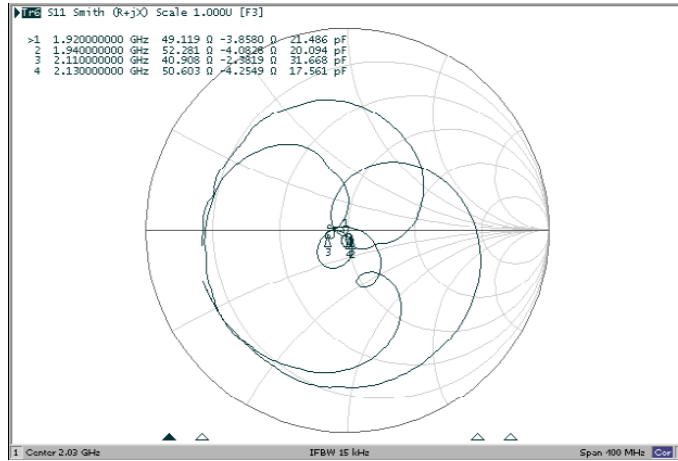 Tr6 S11 Smith (R+jX) Scale 1.000U [F3]
>1 1.920000000 GHz 49.119 Ω -3.8580 Ω 21.486 pF
2 1.940000000 GHz 52.281 Ω -4.0828 Ω 20.094 pF
3 2.110000000 GHz 40.908 Ω -2.3819 Ω 31.668 pF
4 2.130000000 GHz 50.603 Ω -4.2549 Ω 17.561 pF
3 2
1 Center 2.03 GHz IFBW 15 kHz Span 400 MHz Cor